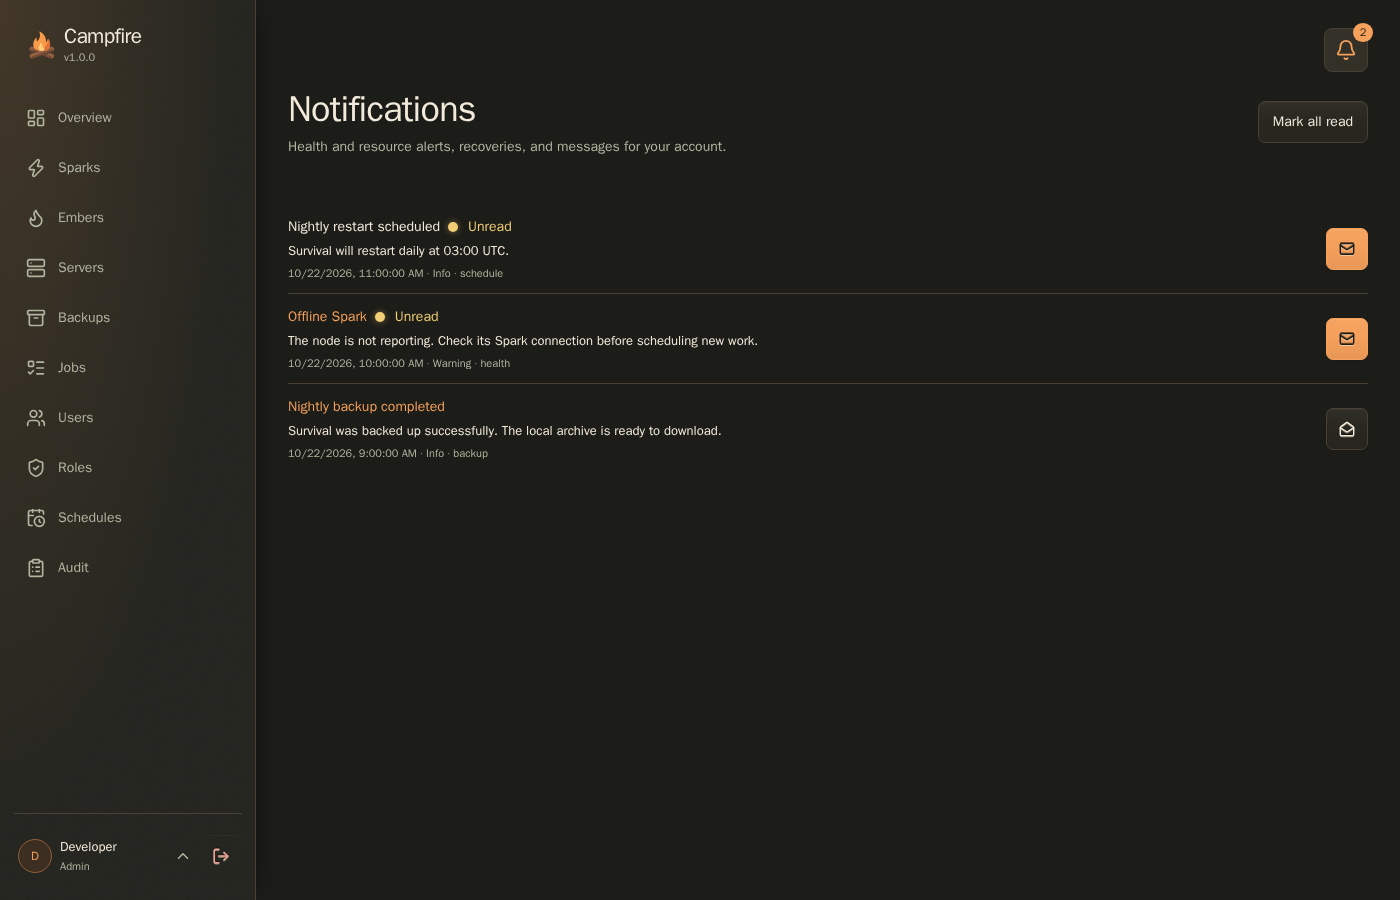 Campfire
v1.0.0
Overview
Sparks
Embers
Servers
Backups
Jobs
Users
Roles
Schedules
Audit
D
Developer
Admin
2
Notifications
Health and resource alerts, recoveries, and messages for your account.
Mark all read
Nightly restart scheduled Unread
Survival will restart daily at 03:00 UTC.
10/22/2026, 11:00:00 AM · Info · schedule
Offline Spark Unread
The node is not reporting. Check its Spark connection before scheduling new work.
10/22/2026, 10:00:00 AM · Warning · health
Nightly backup completed
Survival was backed up successfully. The local archive is ready to download.
10/22/2026, 9:00:00 AM · Info · backup